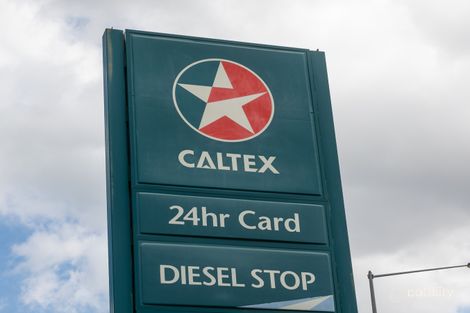 CALTEX
24hr Card
DIESEL STOP